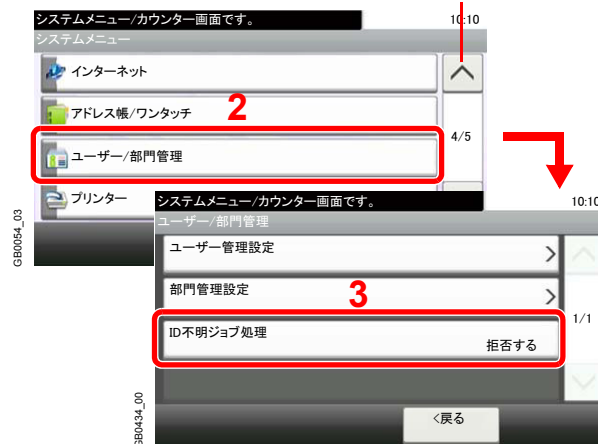 システムメニュー/カウンター画面です。 10:10
システムメニュー
インターネット
アドレス帳/ワンタッチ
2
ユーザー/部門管理
4/5
プリンター
GB0054_03
システムメニュー/カウンター画面です。 10:10
ユーザー/部門管理
ユーザー管理設定
部門管理設定
3
ID不明ジョブ処理
拒否する
1/1
<戻る
GB0434_00